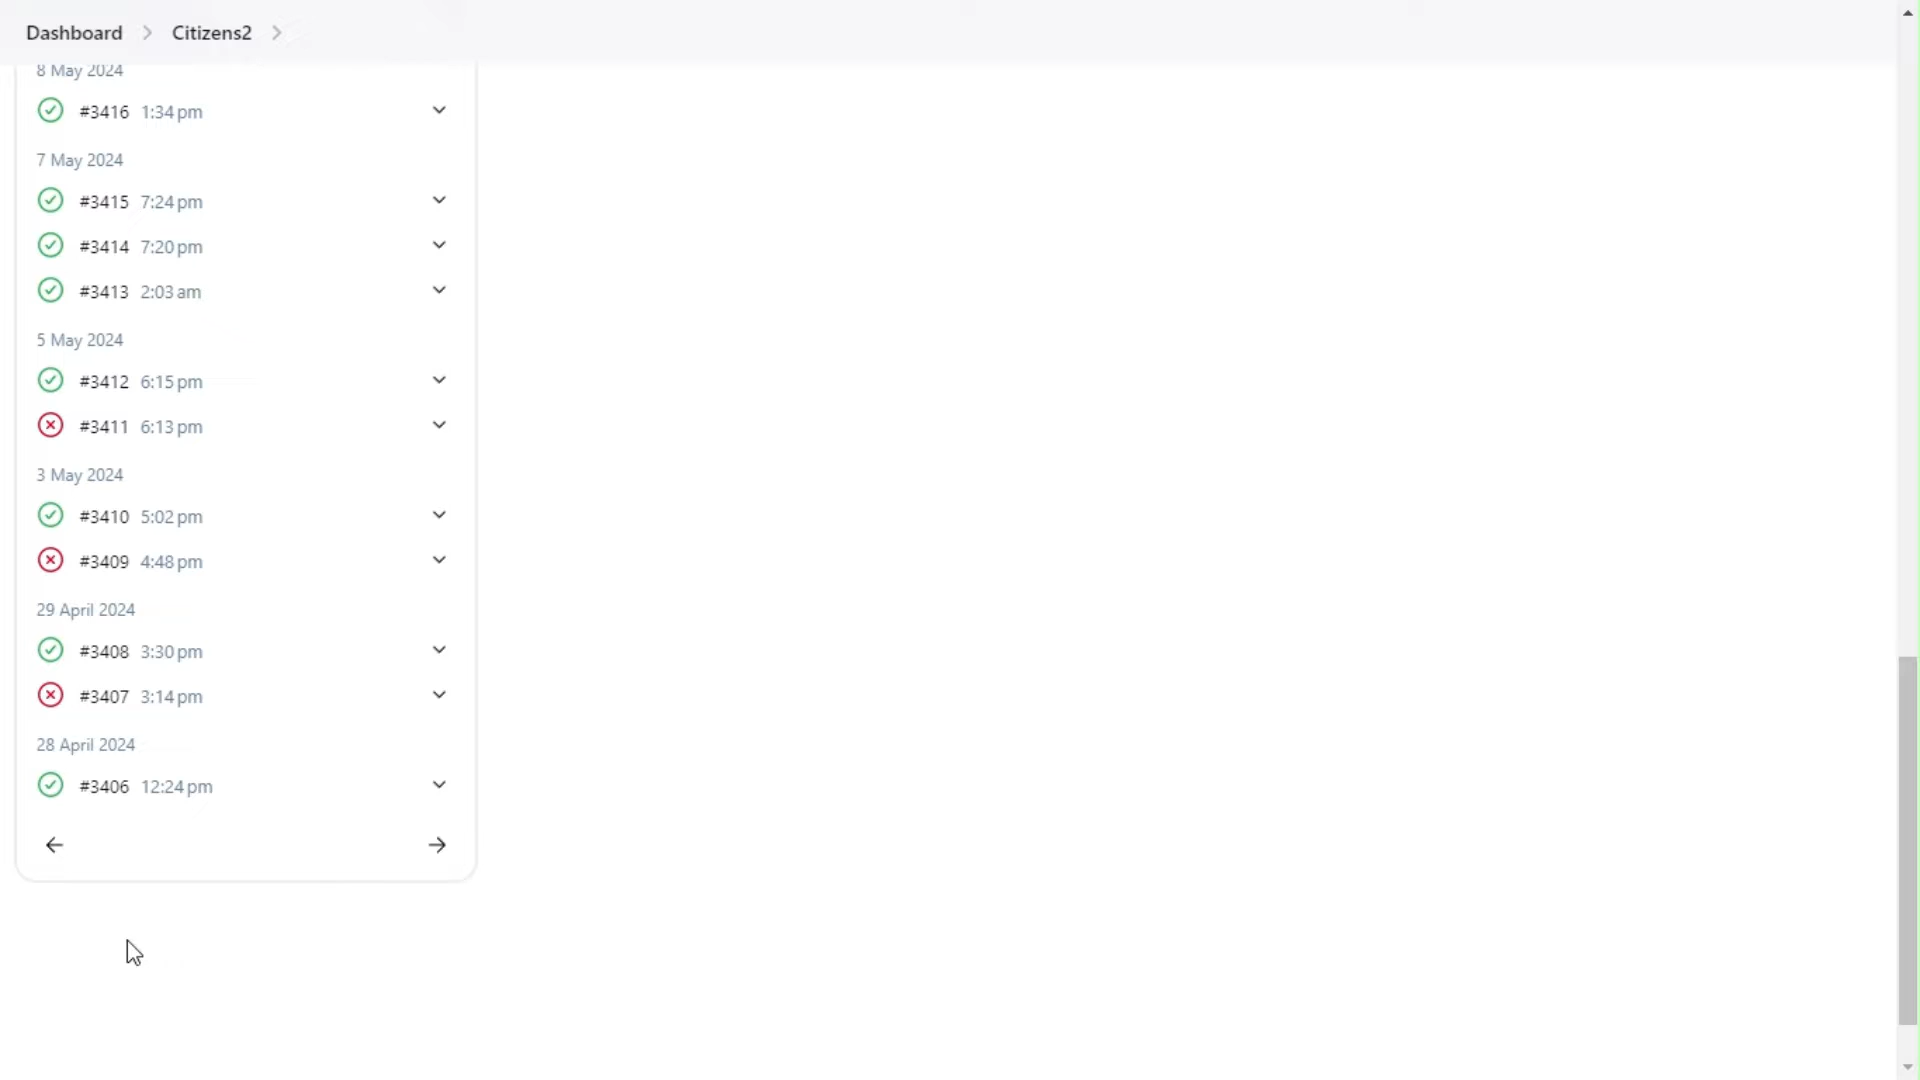 Dashboard > Citizens2 >
8 May 2024
#3416 1:34 pm
7 May 2024
#3415 7:24 pm
#3414 7:20 pm
#3413 2:03 am
5 May 2024
#3412 6:15 pm
#3411 6:13 pm
3 May 2024
#3410 5:02 pm
#3409 4:48 pm
29 April 2024
#3408 3:30 pm
#3407 3:14 pm
28 April 2024
#3406 12:24 pm